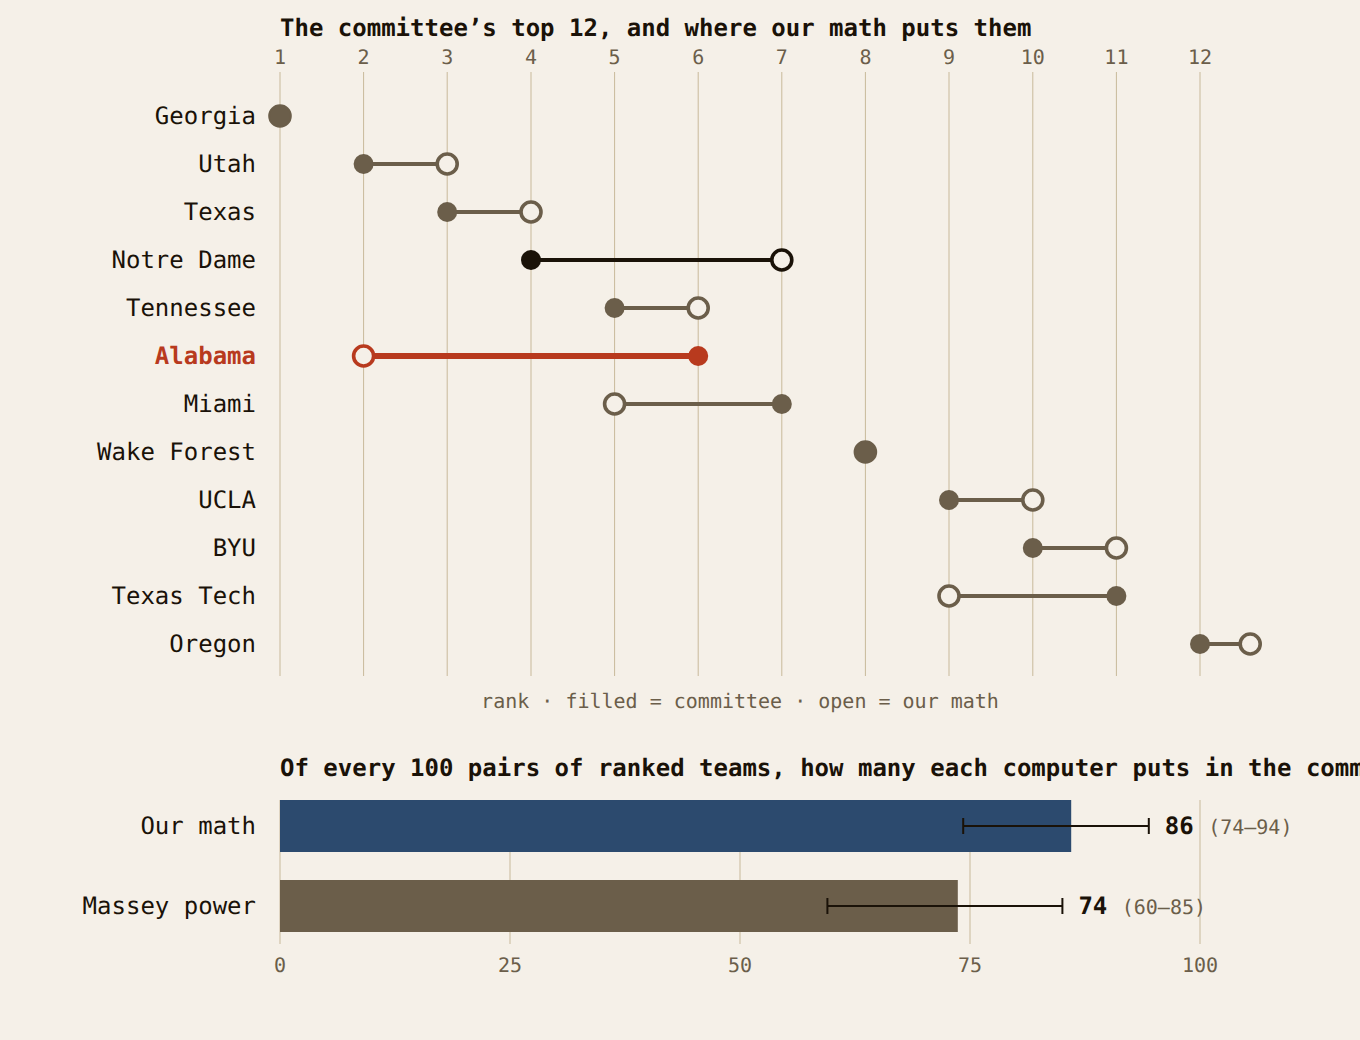 The committee’s top 12, and where our math puts them
1 2 3 4 5 6 7 8 9 10 11 12
Georgia
Utah
Texas
Notre Dame
Tennessee
Alabama
Miami
Wake Forest
UCLA
BYU
Texas Tech
Oregon
rank · filled = committee · open = our math
Of every 100 pairs of ranked teams, how many each computer puts in the
Our math 86 (74–94)
Massey power 74 (60–85)
0 25 50 75 100